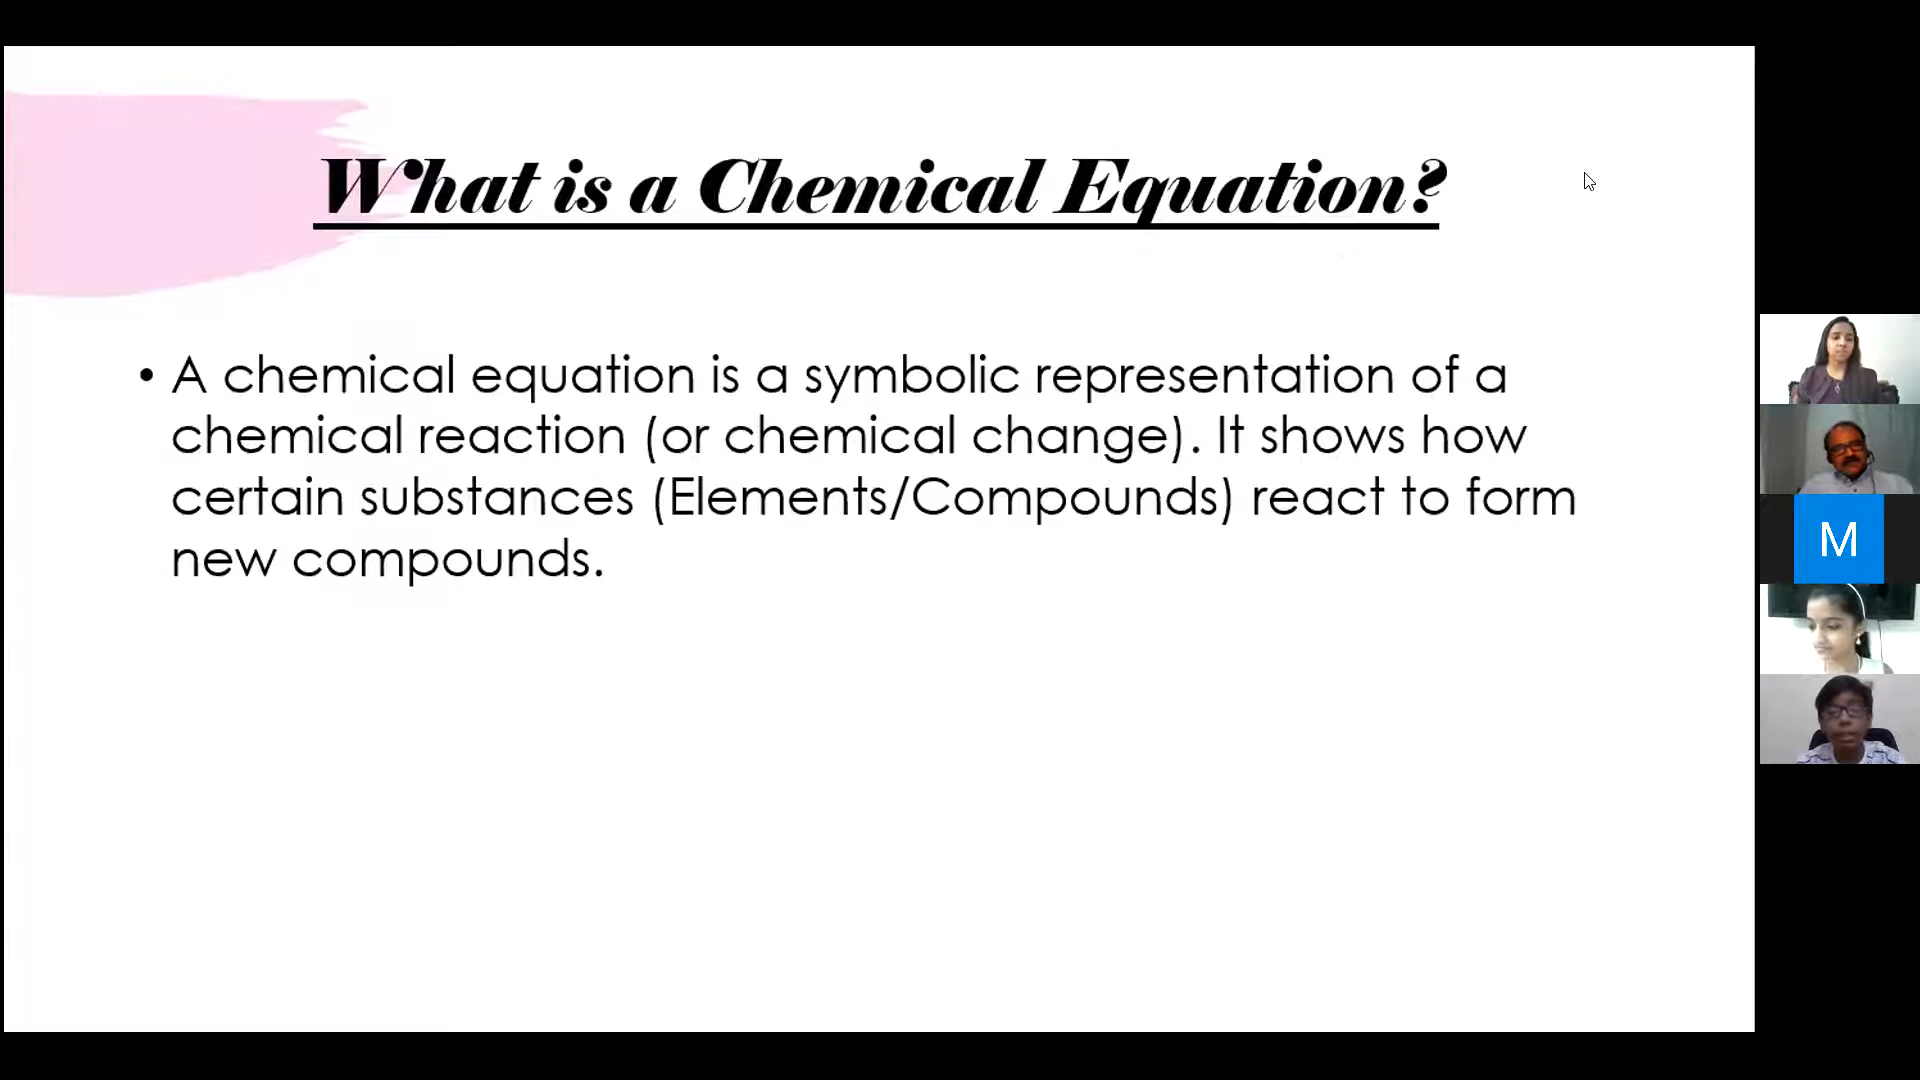 What is a Chemical Equation?
• A chemical equation is a symbolic representation of a
chemical reaction (or chemical change). It shows how
certain substances (Elements/Compounds) react to form
new compounds.
M